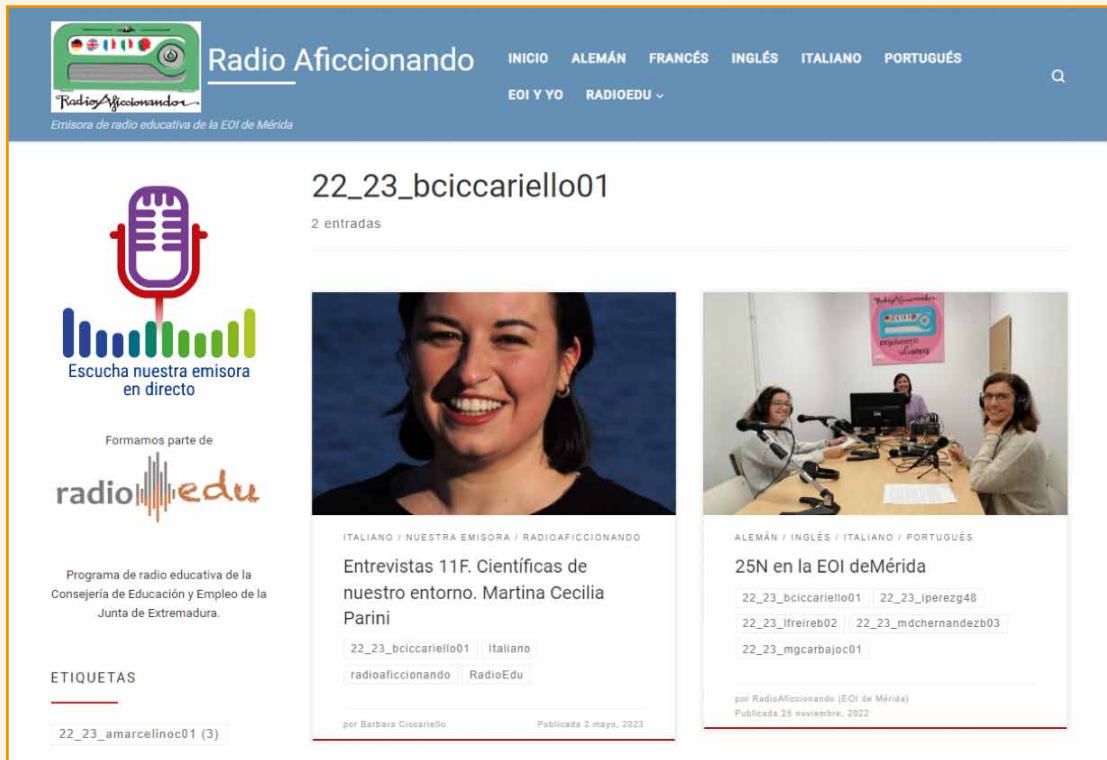 Radio Aficcionando
INICIO ALEMÁN FRANCÉS INGLÉS ITALIANO PORTUGUÉS
EOI Y YO RADIOEDU
RadioAficcionando
Emisora de radio educativa de la EOI de Mérida
Escucha nuestra emisora
en directo
Formamos parte de
radio edu
Programa de radio educativa de la
Consejería de Educación y Empleo de la
Junta de Extremadura.
ETIQUETAS
22_23_amarcelinoc01 (3)
22_23_bciccariello01
2 entradas
ITALIANO / NUESTRA EMISORA / RADIOAFICCIONANDO
Entrevistas 11F. Científicas de
nuestro entorno. Martina Cecilia
Parini
22_23_bciccariello01 Italiano
radioaficcionando RadioEdu
por Barbara Ciccariello Publicada 2 mayo, 2023
RadioAficcionando
ALEMÁN / INGLÉS / ITALIANO / PORTUGUÉS
25N en la EOI deMérida
22_23_bciccariello01 22_23_iperezg48
22_23_lfreireb02 22_23_mdchernandezb03
22_23_mgcarbajoc01
por RadioAficcionando (EOI de Mérida)
Publicada 25 noviembre, 2022